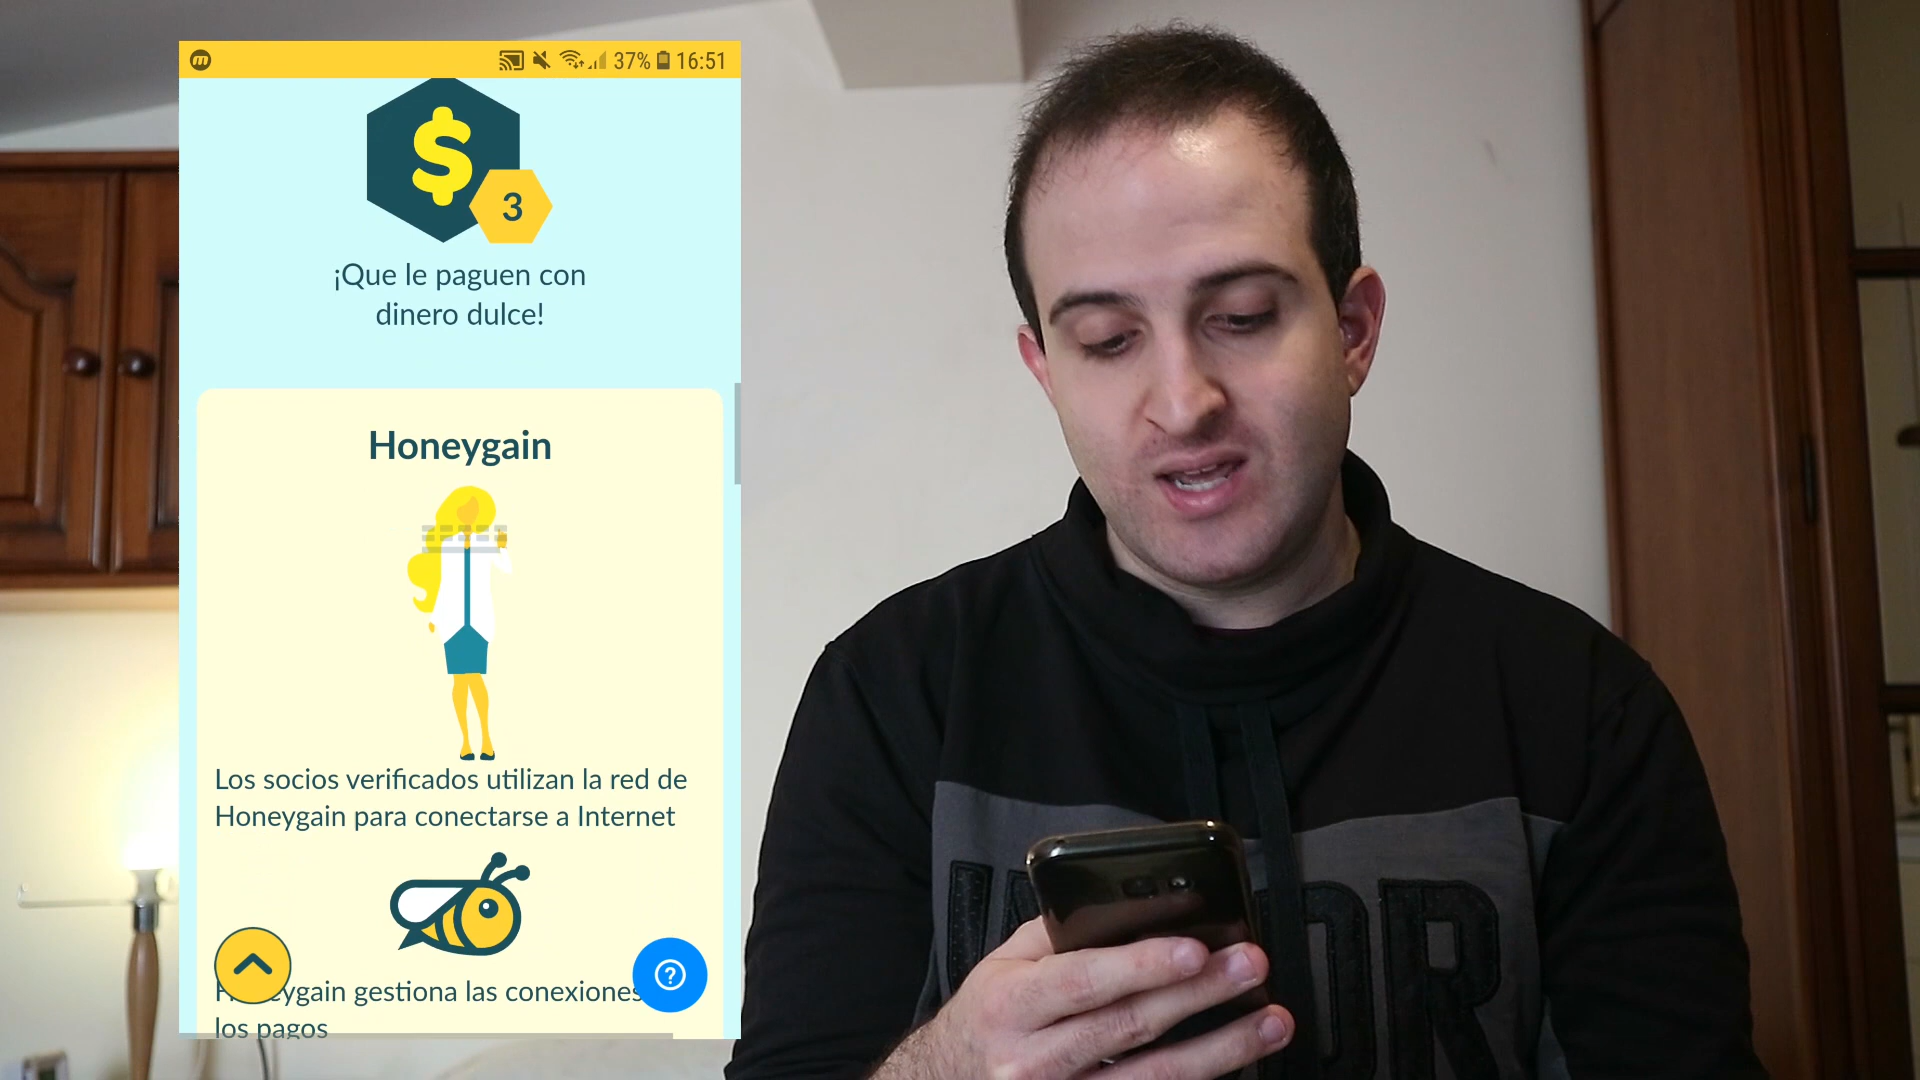 37% 16:51
$
3
¡Que le paguen con
dinero dulce!
Honeygain
Los socios verificados utilizan la red de
Honeygain para conectarse a Internet
gestiona las conexiones
los pagos
?